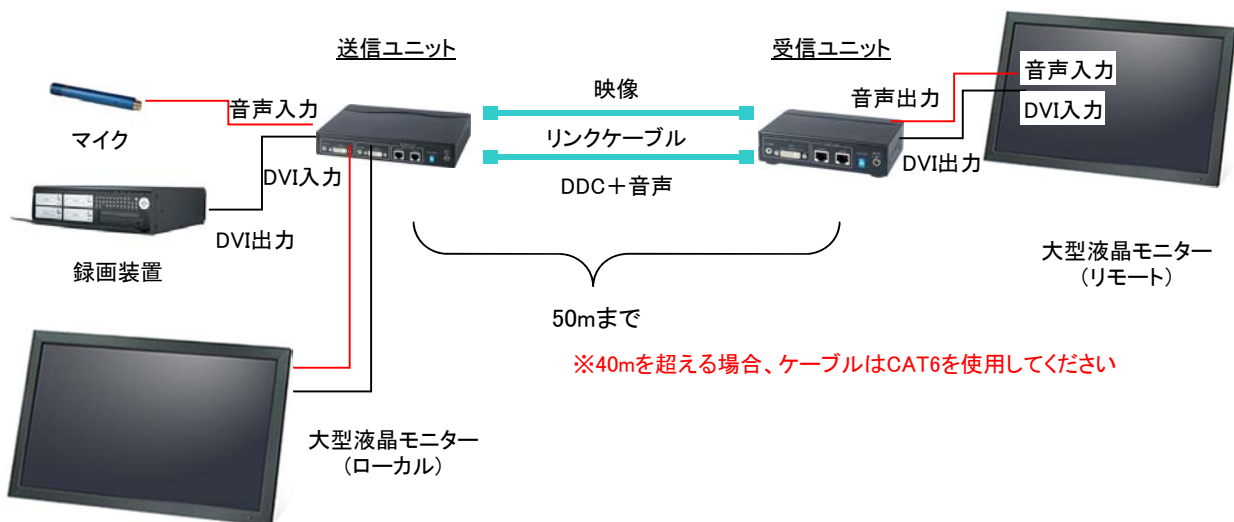 送信ユニット
受信ユニット
マイク
音声入力
映像
リンクケーブル
DDC+音声
音声出力
音声入力
DVI入力
DVI出力
DVI入力
DVI出力
録画装置
50mまで
※40mを超える場合、ケーブルはCAT6を使用してください
大型液晶モニター
(リモート)
大型液晶モニター
(ローカル)